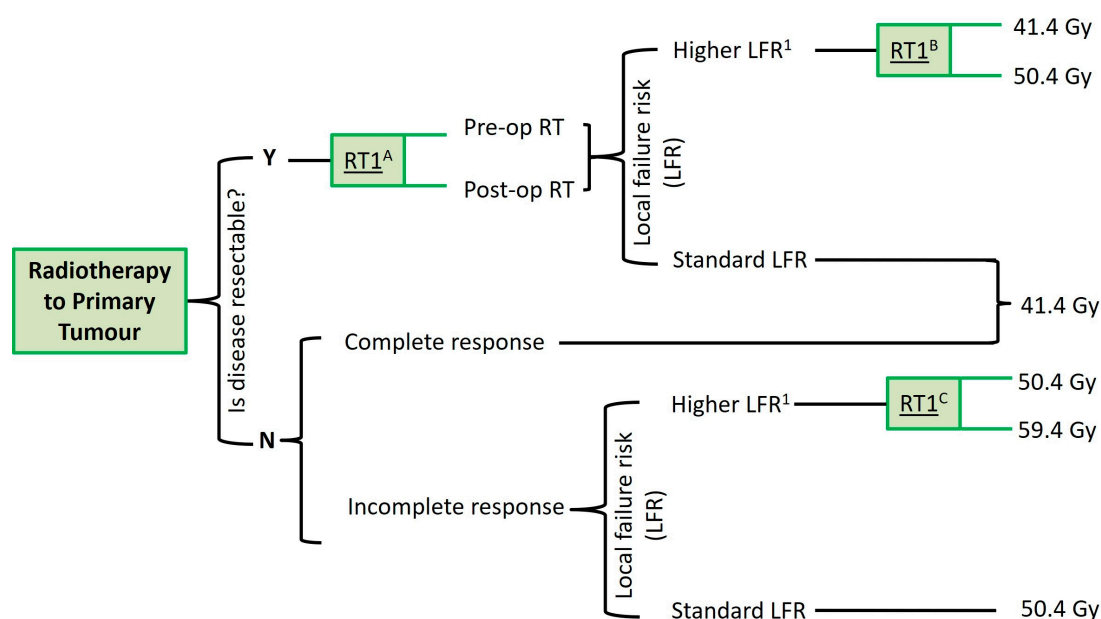 Radiotherapy
to Primary
Tumour
Is disease resectable?
Y
RT1ᴬ
Pre-op RT
Post-op RT
Local failure risk
(LFR)
Higher LFR¹
RT1ᴮ
41.4 Gy
50.4 Gy
Standard LFR
41.4 Gy
N
Complete response
Incomplete response
Local failure risk
(LFR)
Higher LFR¹
RT1ᶜ
50.4 Gy
59.4 Gy
Standard LFR
50.4 Gy